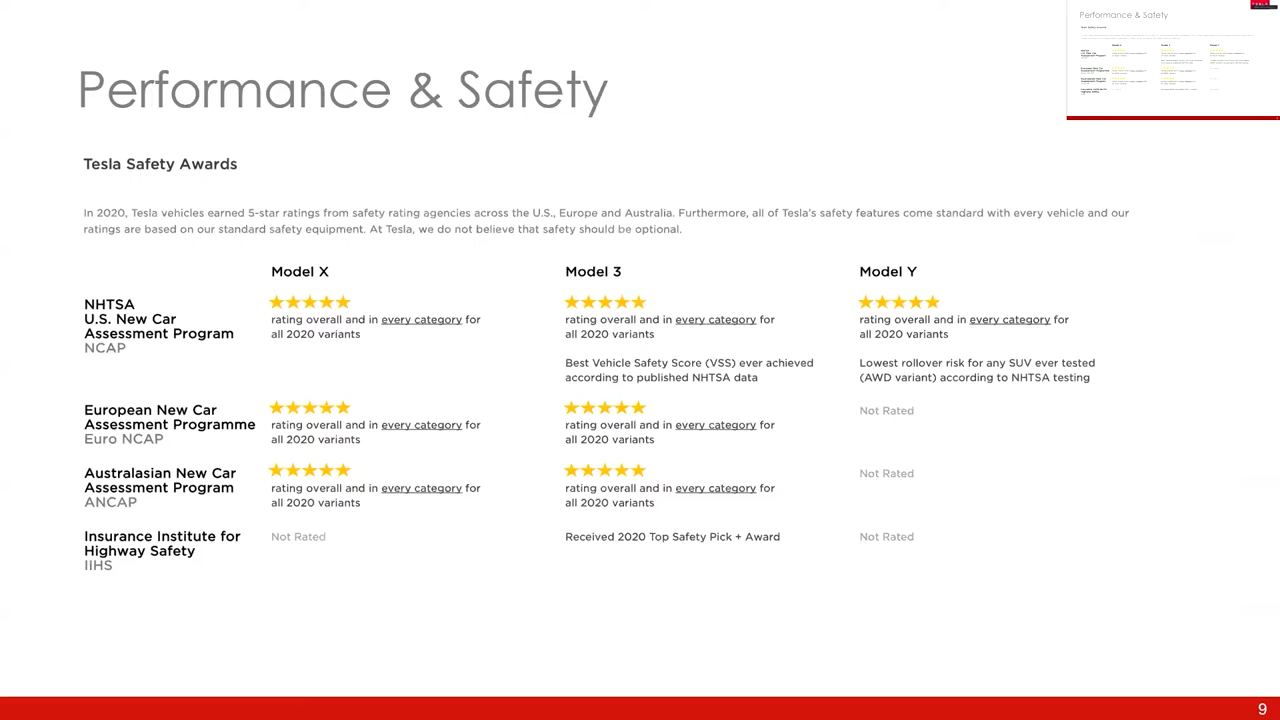 Performance & Safety
Tesla Safety Awards
In 2020, Tesla vehicles earned 5-star ratings from safety rating agencies across the U.S., Europe and Australia. Furthermore, all of Tesla's safety features come standard with every vehicle and our
ratings are based on our standard safety equipment. At Tesla, we do not believe that safety should be optional.
Model X Model 3 Model Y
NHTSA
U.S. New Car
Assessment Program
NCAP
★★★★★
rating overall and in every category for
all 2020 variants
★★★★★
rating overall and in every category for
all 2020 variants
Best Vehicle Safety Score (VSS) ever achieved
according to published NHTSA data
★★★★★
rating overall and in every category for
all 2020 variants
Lowest rollover risk for any SUV ever tested
(AWD variant) according to NHTSA testing
European New Car
Assessment Programme
Euro NCAP
★★★★★
rating overall and in every category for
all 2020 variants
★★★★★
rating overall and in every category for
all 2020 variants
Not Rated
Australasian New Car
Assessment Program
ANCAP
★★★★★
rating overall and in every category for
all 2020 variants
★★★★★
rating overall and in every category for
all 2020 variants
Not Rated
Insurance Institute for
Highway Safety
IIHS
Not Rated
Received 2020 Top Safety Pick + Award
Not Rated
9
Performance & Safety
TESLA